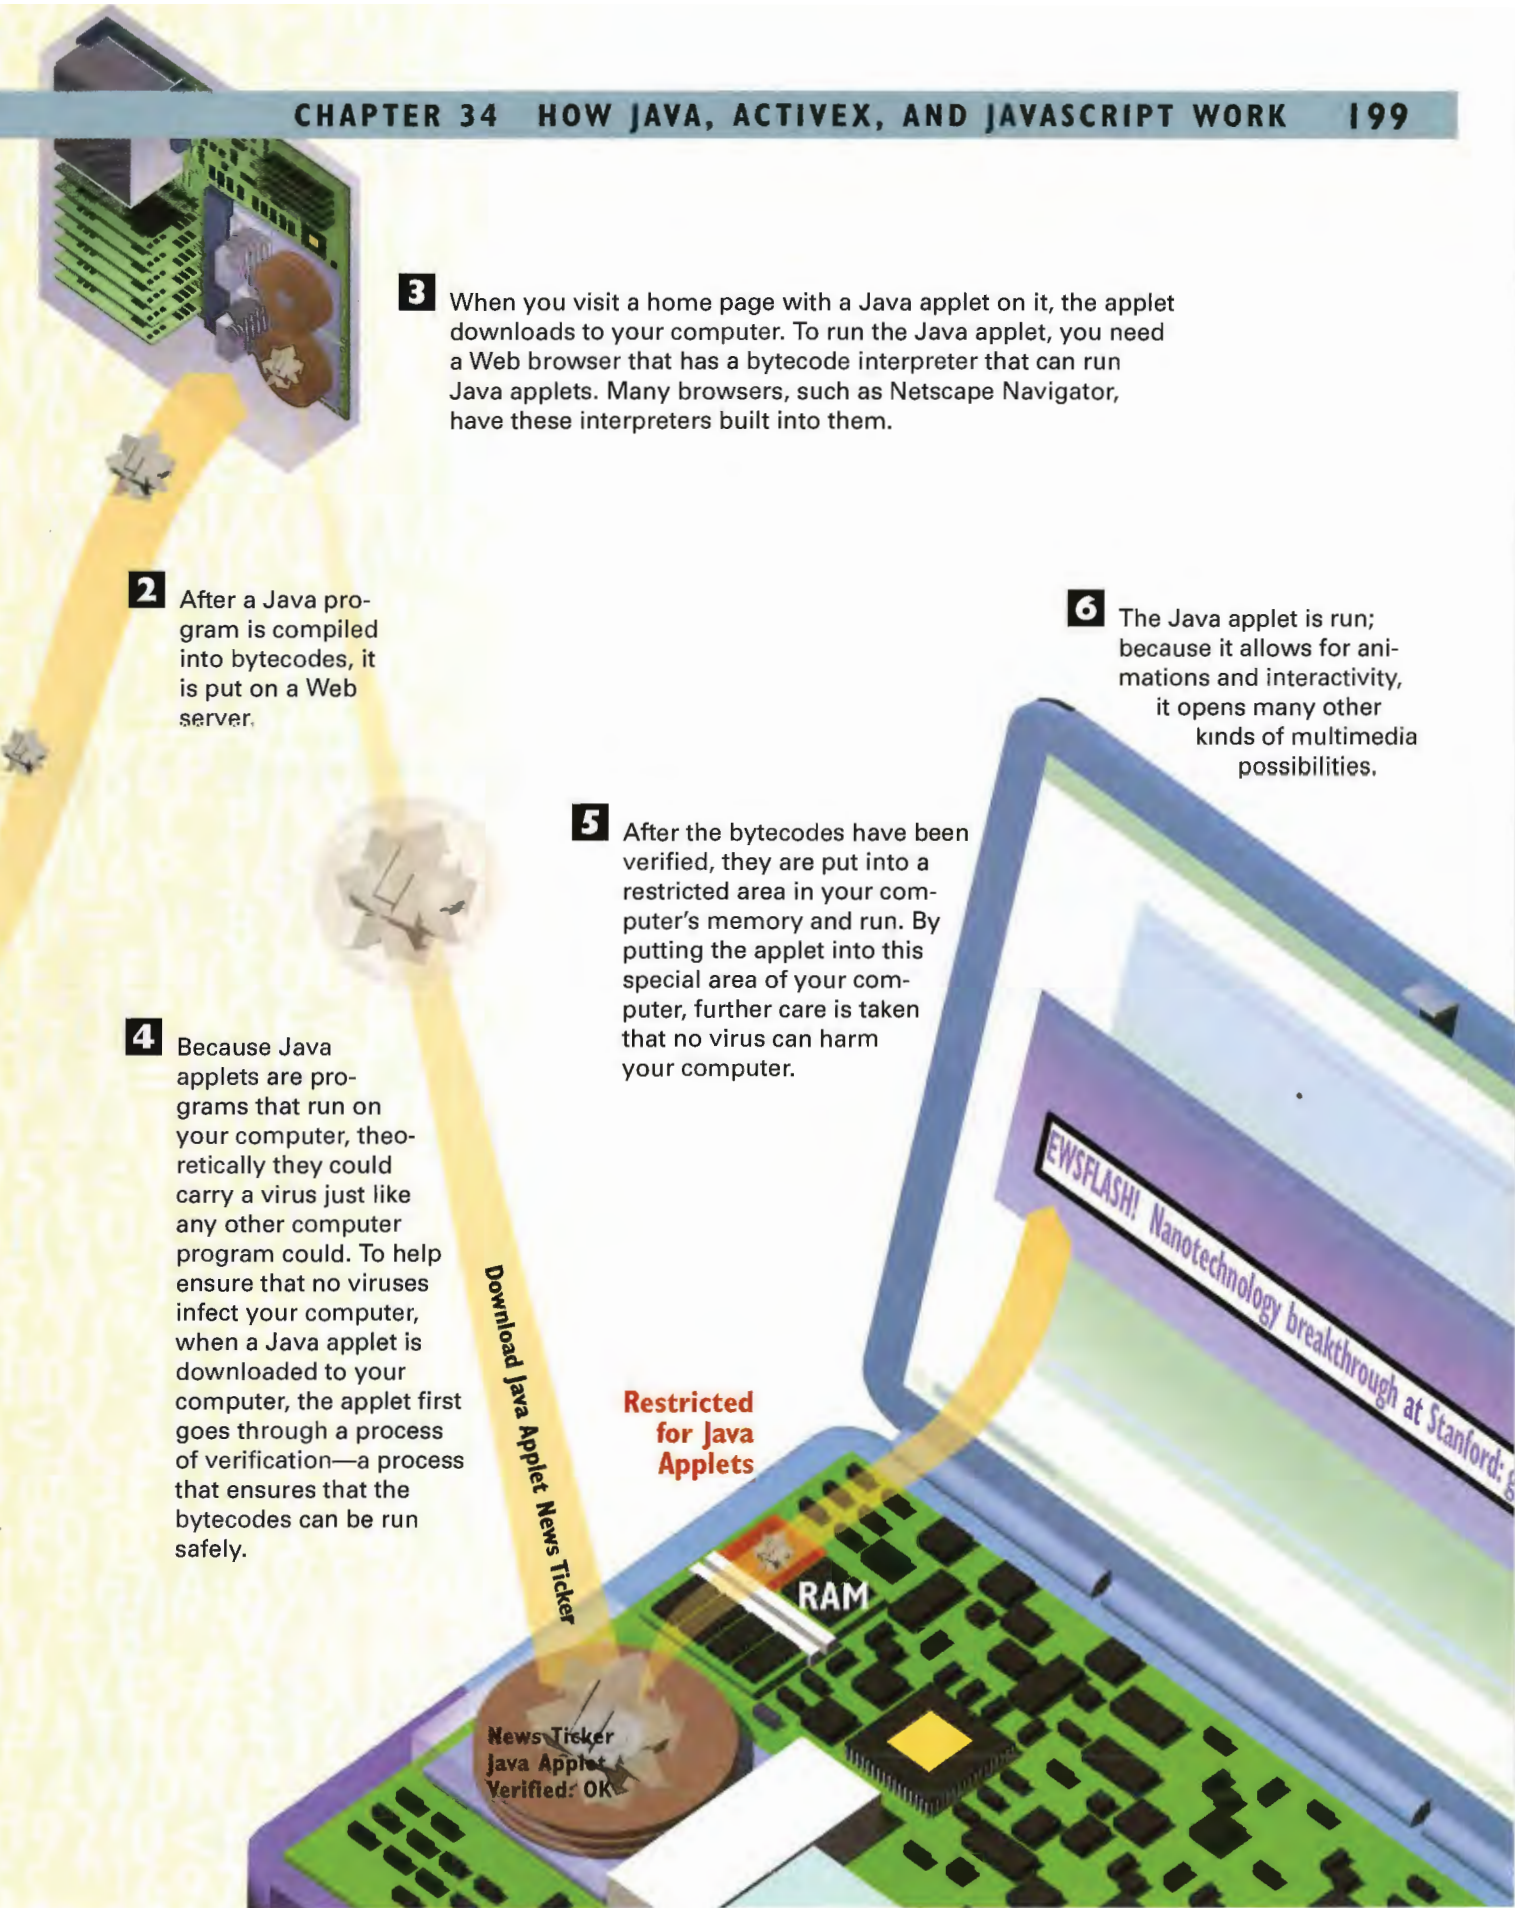 CHAPTER 34 HOW JAVA, ACTIVEX, AND JAVASCRIPT WORK 199
3 When you visit a home page with a Java applet on it, the applet
downloads to your computer. To run the Java applet, you need
a Web browser that has a bytecode interpreter that can run
Java applets. Many browsers, such as Netscape Navigator,
have these interpreters built into them.
2 After a Java pro-
gram is compiled
into bytecodes, it
is put on a Web
server.
6 The Java applet is run;
because it allows for ani-
mations and interactivity,
it opens many other
kinds of multimedia
possibilities.
5 After the bytecodes have been
verified, they are put into a
restricted area in your com-
puter's memory and run. By
putting the applet into this
special area of your com-
puter, further care is taken
that no virus can harm
your computer.
4 Because Java
applets are pro-
grams that run on
your computer, theo-
retically they could
carry a virus just like
any other computer
program could. To help
ensure that no viruses
infect your computer,
when a Java applet is
downloaded to your
computer, the applet first
goes through a process
of verification—a process
that ensures that the
bytecodes can be run
safely.
Download Java Applet News Ticker
EWSFLASH! Nanotechnology breakthrough at Stanford: g
Restricted
for Java
Applets
RAM
News Ticker
Java Applet
Verified: OK